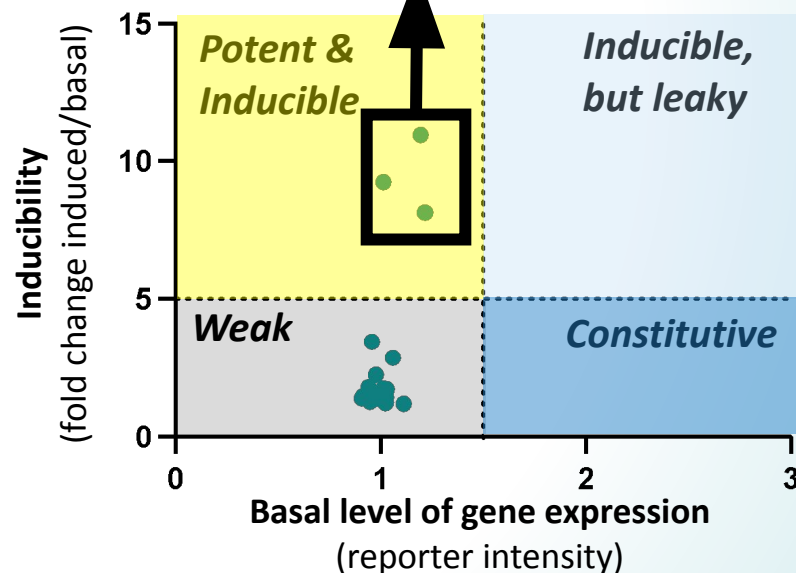 15
Potent &
Inducible
Inducible,
but leaky
10
Inducibility
(fold change induced/basal)
5
Weak
Constitutive
0
0
1
2
3
Basal level of gene expression
(reporter intensity)